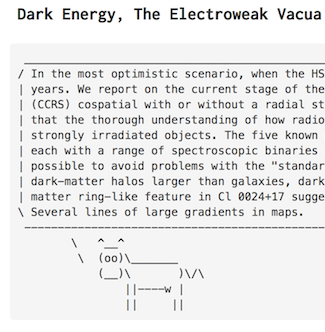 Dark Energy, The Electroweak Vacua
/ In the most optimistic scenario, when the HS
| years. We report on the current stage of the
| (CCRS) cospatial with or without a radial st
| that the thorough understanding of how radio
| strongly irradiated objects. The five known
| each with a range of spectroscopic binaries
| possible to avoid problems with the "standar
| dark-matter halos larger than galaxies, dark
| matter ring-like feature in Cl 0024+17 sugge
\ Several lines of large gradients in maps.
\ ^__^
\ (oo)\_______
(__)\ )\/\
||----w |
|| ||